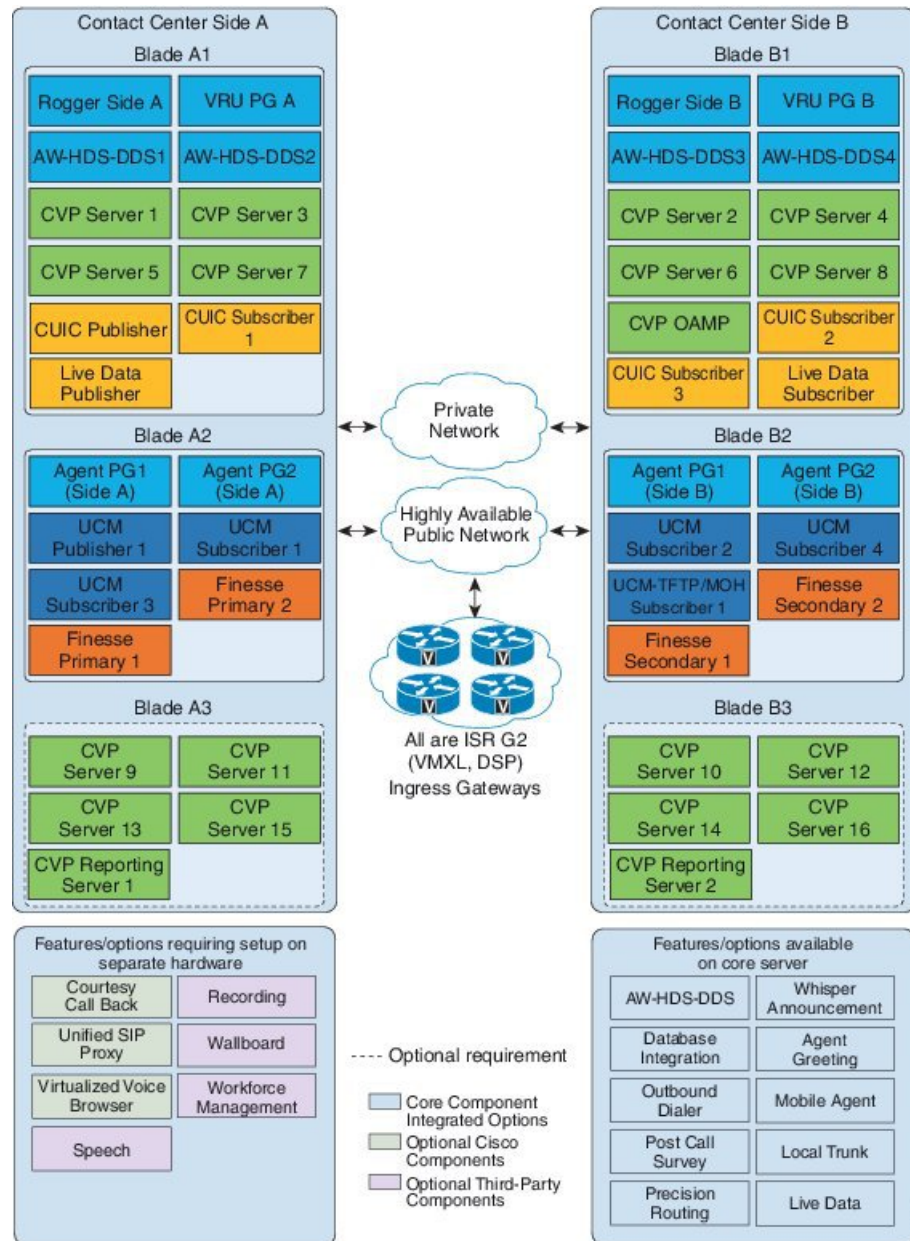 Contact Center Side A
Blade A1
Rogger Side A
VRU PG A
AW-HDS-DDS1
AW-HDS-DDS2
CVP Server 1
CVP Server 3
CVP Server 5
CVP Server 7
CUIC Publisher
CUIC Subscriber
1
Live Data
Publisher
Blade A2
Agent PG1
(Side A)
Agent PG2
(Side A)
UCM
Publisher 1
UCM
Subscriber 1
UCM
Subscriber 3
Finesse
Primary 2
Finesse
Primary 1
Blade A3
CVP
Server 9
CVP
Server 11
CVP
Server 13
CVP
Server 15
CVP Reporting
Server 1
Private
Network
Highly Available
Public Network
V
V
V
V
All are ISR G2
(VMXL, DSP)
Ingress Gateways
Contact Center Side B
Blade B1
Rogger Side B
VRU PG B
AW-HDS-DDS3
AW-HDS-DDS4
CVP Server 2
CVP Server 4
CVP Server 6
CVP Server 8
CVP OAMP
CUIC Subscriber
2
CUIC Subscriber
3
Live Data
Subscriber
Blade B2
Agent PG1
(Side B)
Agent PG2
(Side B)
UCM
Subscriber 2
UCM
Subscriber 4
UCM-TFTP/MOH
Subscriber 1
Finesse
Secondary 2
Finesse
Secondary 1
Blade B3
CVP
Server 10
CVP
Server 12
CVP
Server 14
CVP
Server 16
CVP Reporting
Server 2
Features/options requiring setup on
separate hardware
Courtesy
Call Back
Recording
Unified SIP
Proxy
Wallboard
Virtualized Voice
Browser
Workforce
Management
Speech
Optional requirement
Core Component
Integrated Options
Optional Cisco
Components
Optional Third-Party
Components
Features/options available
on core server
AW-HDS-DDS
Whisper
Announcement
Database
Integration
Agent
Greeting
Outbound
Dialer
Mobile Agent
Post Call
Survey
Local Trunk
Precision
Routing
Live Data